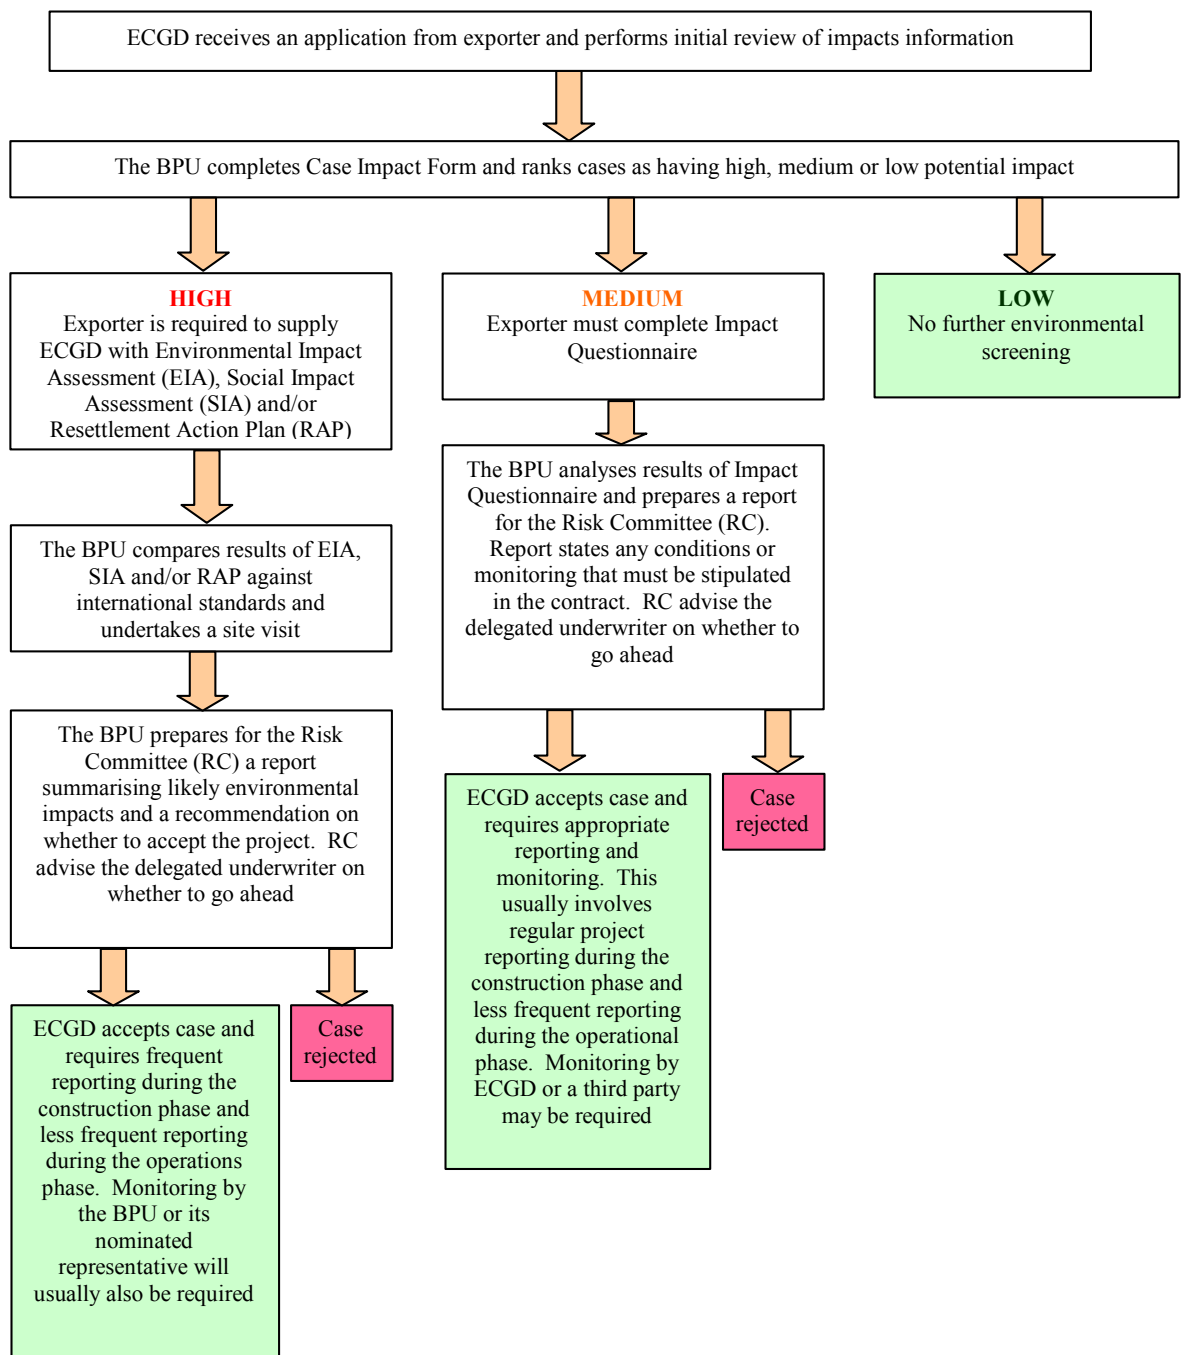 ECGD receives an application from exporter and performs initial review of impacts information
The BPU completes Case Impact Form and ranks cases as having high, medium or low potential impact
HIGH
Exporter is required to supply
ECGD with Environmental Impact
Assessment (EIA), Social Impact
Assessment (SIA) and/or
Resettlement Action Plan (RAP)
MEDIUM
Exporter must complete Impact
Questionnaire
LOW
No further environmental
screening
The BPU compares results of EIA,
SIA and/or RAP against
international standards and
undertakes a site visit
The BPU analyses results of Impact
Questionnaire and prepares a report
for the Risk Committee (RC).
Report states any conditions or
monitoring that must be stipulated
in the contract.  RC advise the
delegated underwriter on whether to
go ahead
The BPU prepares for the Risk
Committee (RC) a report
summarising likely environmental
impacts and a recommendation on
whether to accept the project.  RC
advise the delegated underwriter on
whether to go ahead
ECGD accepts case and
requires appropriate
reporting and
monitoring.  This
usually involves
regular project
reporting during the
construction phase and
less frequent reporting
during the operational
phase.  Monitoring by
ECGD or a third party
may be required
Case
rejected
ECGD accepts case and
requires frequent
reporting during the
construction phase and
less frequent reporting
during the operations
phase.  Monitoring by
the BPU or its
nominated
representative will
usually also be required
Case
rejected